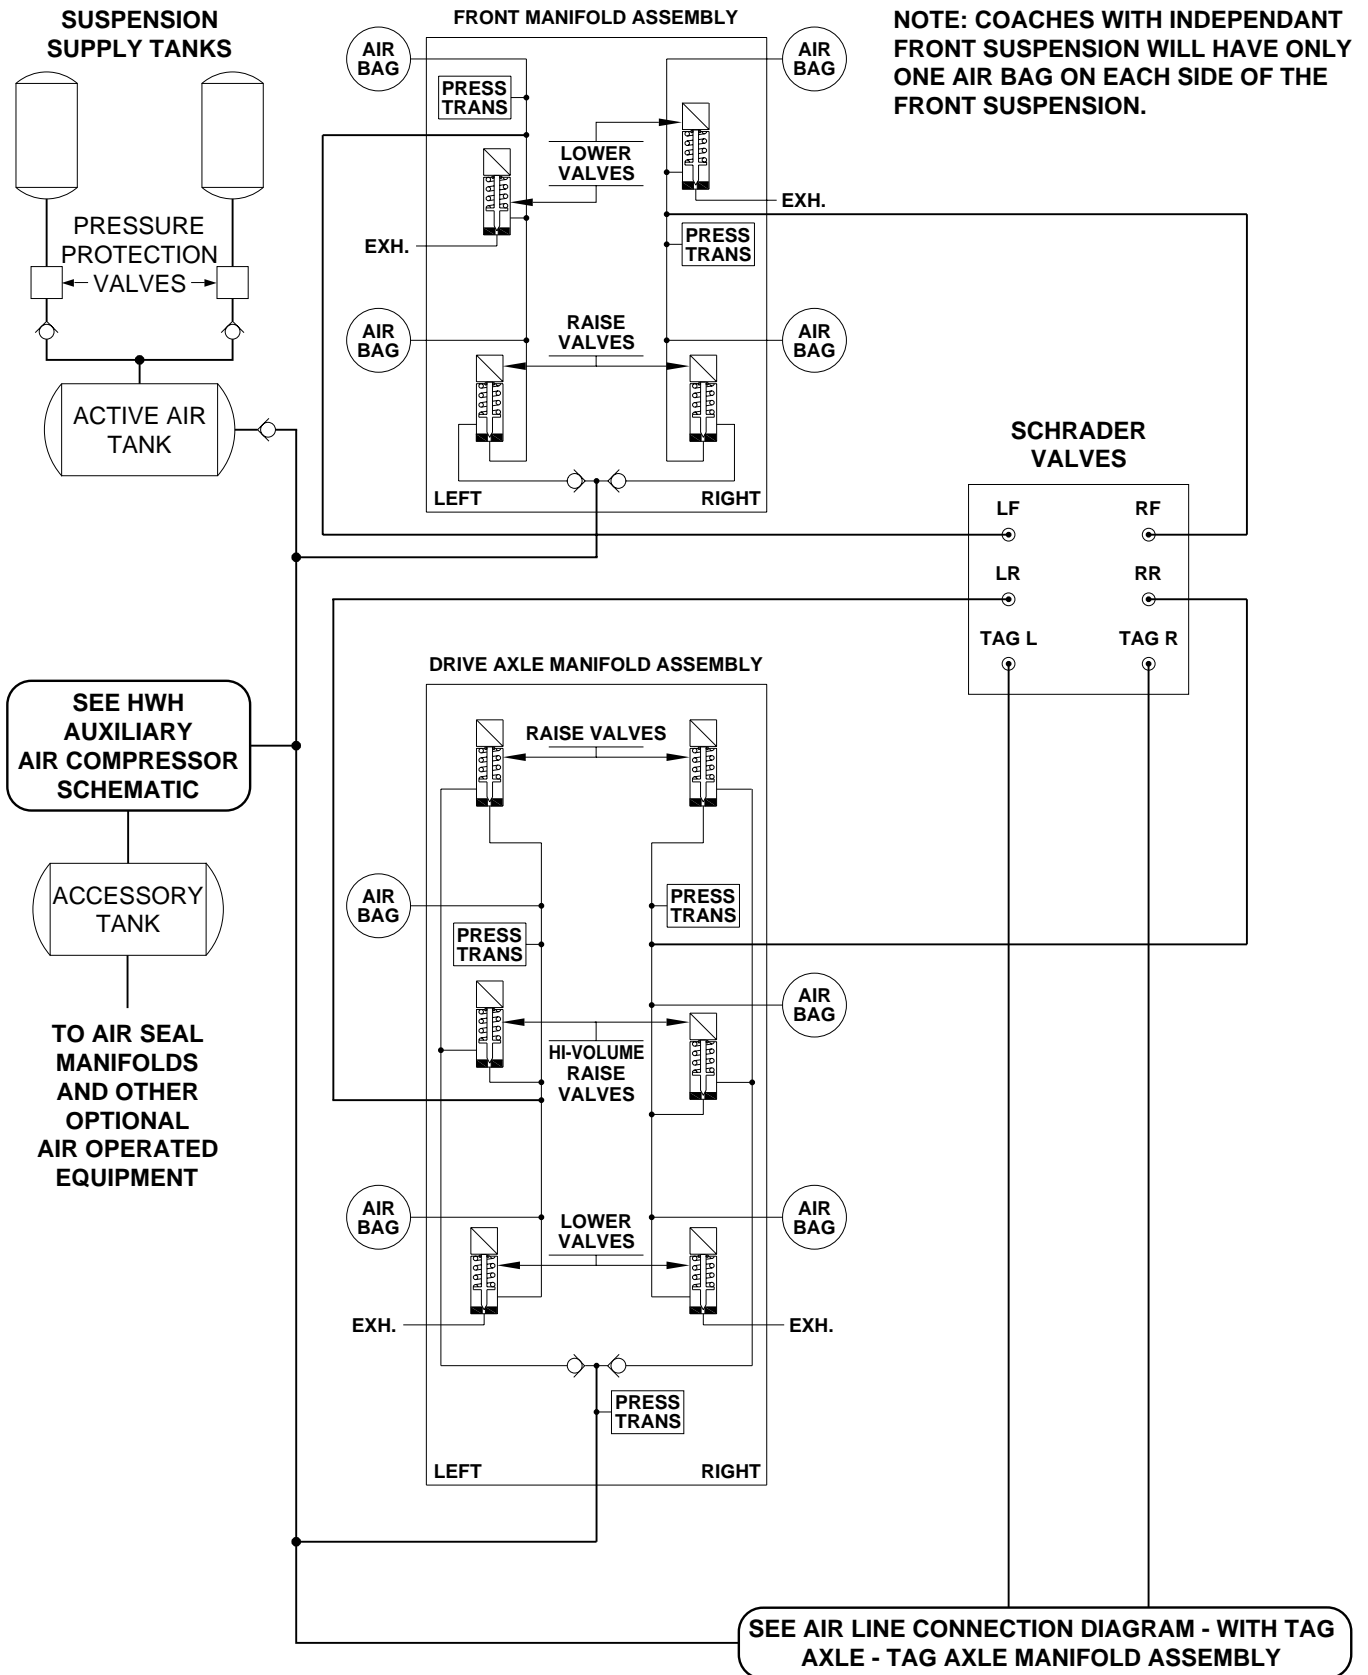 SUSPENSION
SUPPLY TANKS
FRONT MANIFOLD ASSEMBLY
NOTE: COACHES WITH INDEPENDANT
FRONT SUSPENSION WILL HAVE ONLY
ONE AIR BAG ON EACH SIDE OF THE
FRONT SUSPENSION.
AIR
BAG
PRESS
TRANS
AIR
BAG
LOWER
VALVES
EXH.
EXH.
PRESS
TRANS
PRESSURE
PROTECTION
VALVES
AIR
BAG
RAISE
VALVES
AIR
BAG
ACTIVE AIR
TANK
LEFT
RIGHT
SCHRADER
VALVES
LF
RF
LR
RR
TAG L
TAG R
DRIVE AXLE MANIFOLD ASSEMBLY
SEE HWH
AUXILIARY
AIR COMPRESSOR
SCHEMATIC
RAISE VALVES
ACCESSORY
TANK
AIR
BAG
PRESS
TRANS
PRESS
TRANS
AIR
BAG
HI-VOLUME
RAISE
VALVES
TO AIR SEAL
MANIFOLDS
AND OTHER
OPTIONAL
AIR OPERATED
EQUIPMENT
AIR
BAG
LOWER
VALVES
AIR
BAG
EXH.
EXH.
PRESS
TRANS
LEFT
RIGHT
SEE AIR LINE CONNECTION DIAGRAM - WITH TAG
AXLE - TAG AXLE MANIFOLD ASSEMBLY